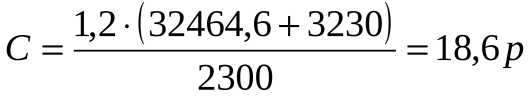 C = 1,2 · (32464,6 + 3230) / 2300 = 18,6 p